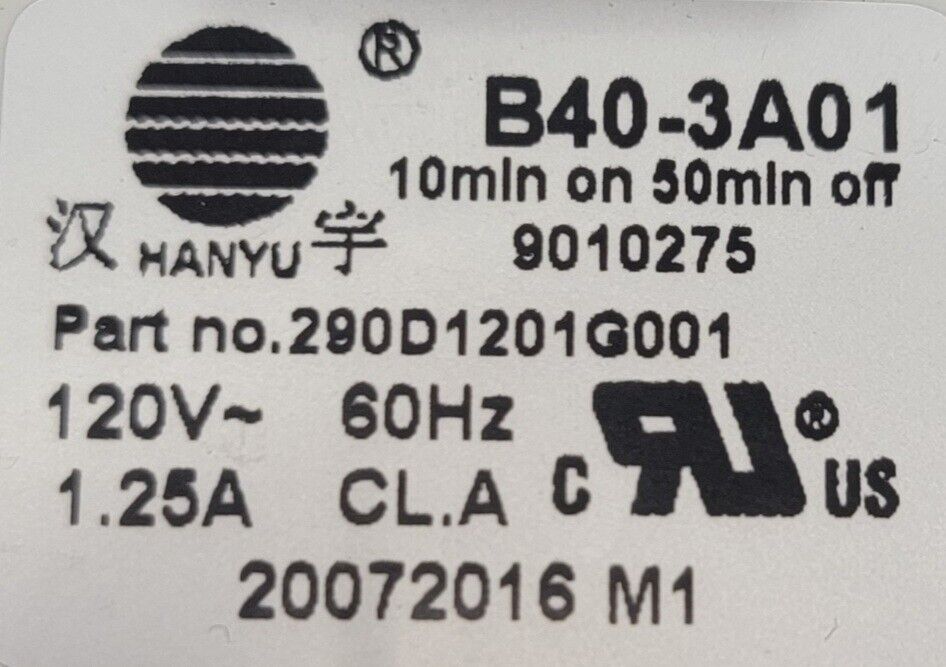 ®
B40-3A01
10min on 50min off
汉 HANYU 宇
9010275
Part no.290D1201G001
120V~ 60Hz
1.25A CL.A
C RU ® US
20072016 M1